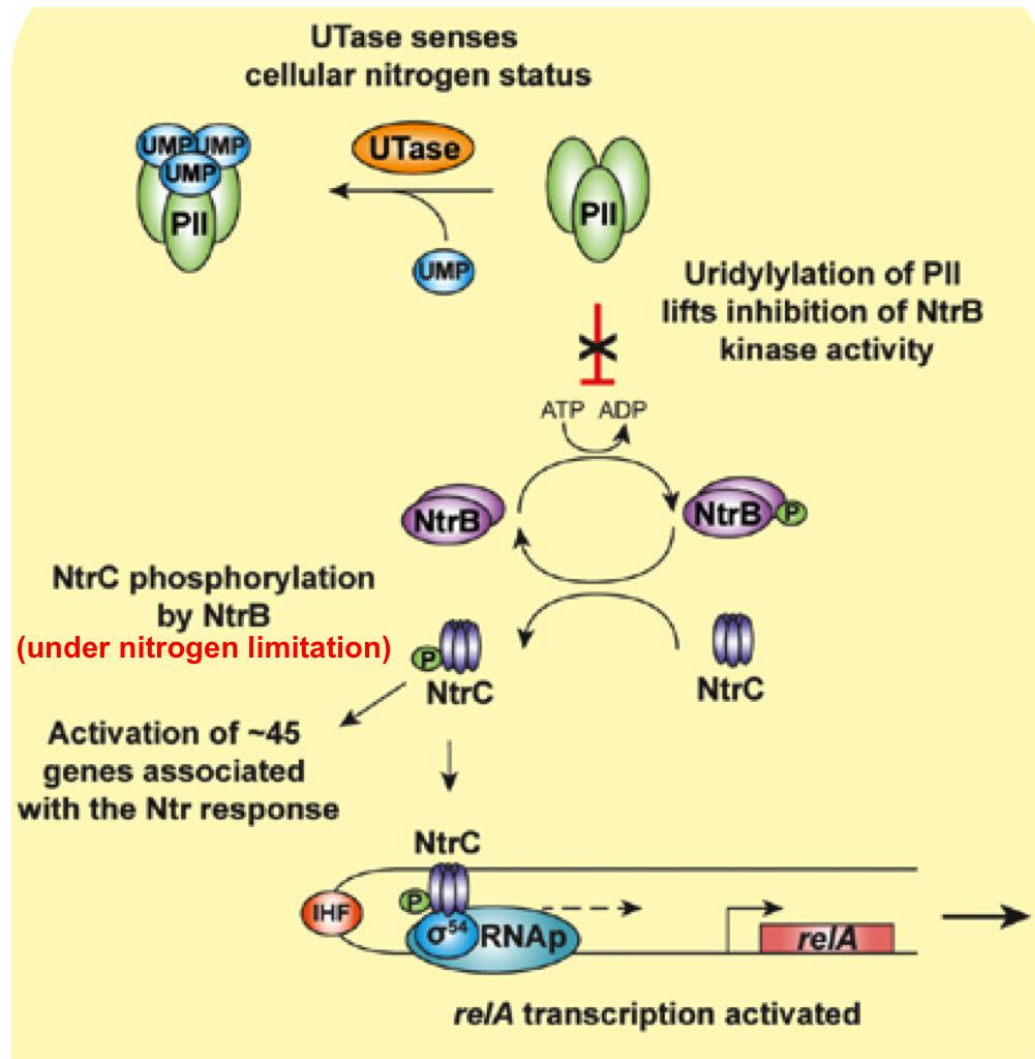 UTase senses
cellular nitrogen status
UMP UMP
UMP
PII
UTase
UMP
PII
Uridylylation of PII
lifts inhibition of NtrB
kinase activity
ATP ADP
NtrB
NtrB P
NtrC phosphorylation
by NtrB
(under nitrogen limitation)
P
NtrC
NtrC
Activation of ~45
genes associated
with the Ntr response
NtrC
P
IHF
σ54 RNAp
relA
relA transcription activated